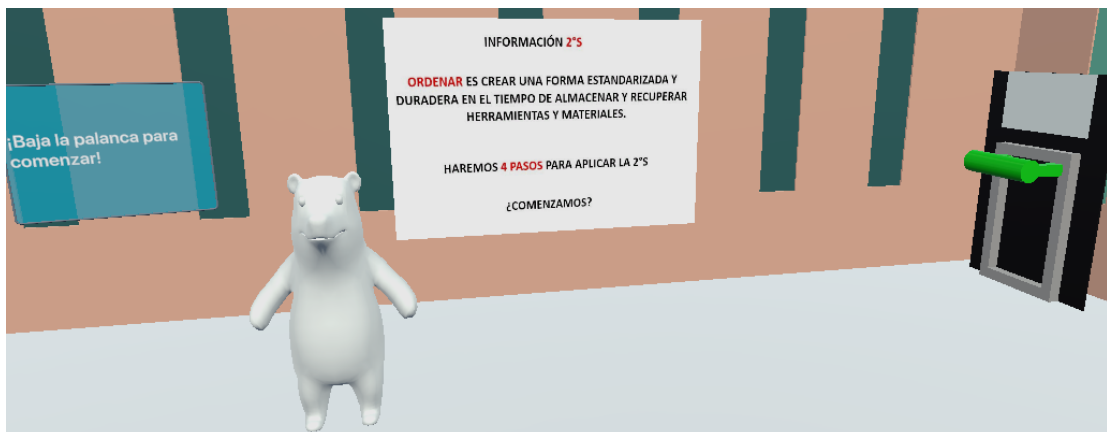 ¡Baja la palanca para
comenzar!
INFORMACIÓN 2°S
ORDENAR ES CREAR UNA FORMA ESTANDARIZADA Y
DURADERA EN EL TIEMPO DE ALMACENAR Y RECUPERAR
HERRAMIENTAS Y MATERIALES.
HAREMOS 4 PASOS PARA APLICAR LA 2°S
¿COMENZAMOS?